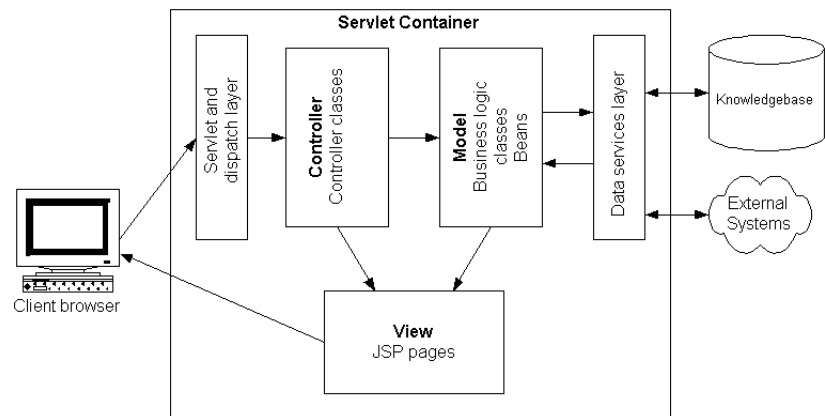 Servlet Container
Servlet and
dispatch layer
Controller
Controller classes
Model
Business logic
classes
Beans
Data services layer
Knowledgebase
External
Systems
Client browser
View
JSP pages